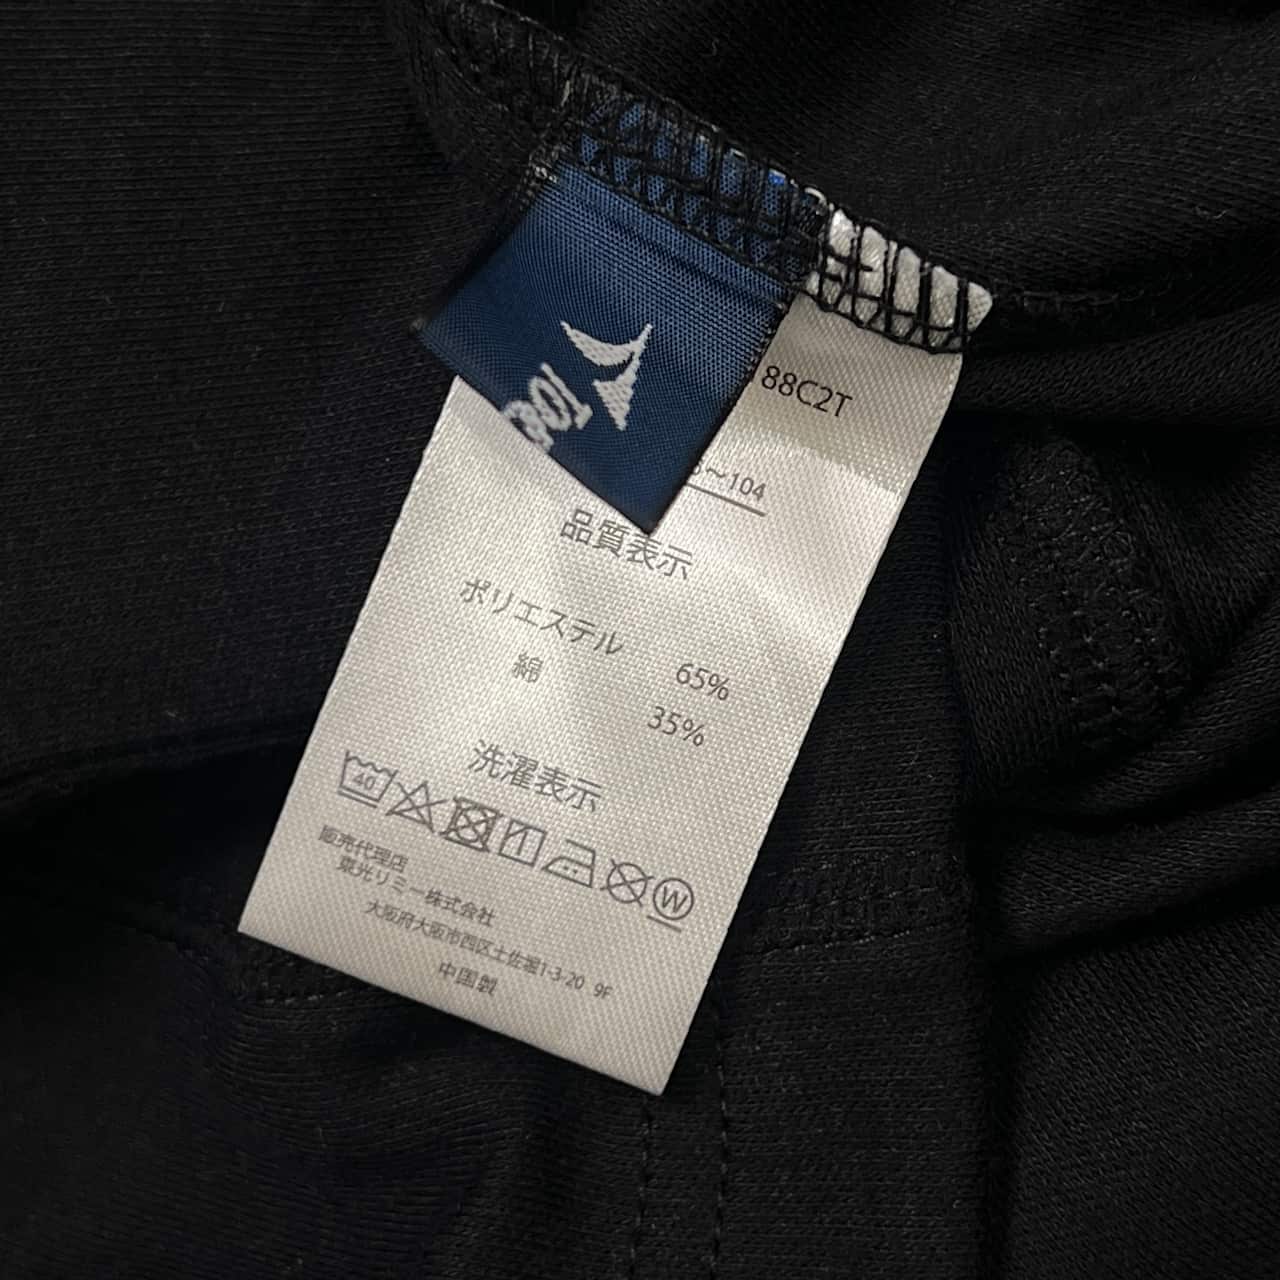 188C2T
~104
品質表示
ポリエステル 65%
綿 35%
洗濯表示
40
W
販売代理店
東光リミー株式会社
大阪府大阪市西区土佐堀1-3-20 9F
中国製